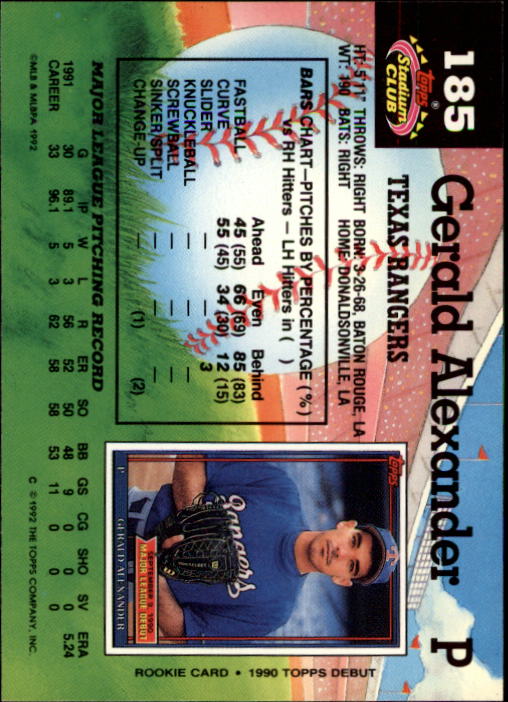 185
TOPPS
Stadium
CLUB
Gerald Alexander P
TEXAS RANGERS
HT: 5'11" THROWS: RIGHT BORN: 3-26-68, BATON ROUGE, LA
WT: 190 BATS: RIGHT HOME: DONALDSONVILLE, LA
BARS CHART—PITCHES BY PERCENTAGE (%)
vs RH Hitters — LH Hitters in ( )
Ahead Even Behind
FASTBALL 45 (55) 66 (69) 85 (83)
CURVE 55 (45) 34 (30) 12 (15)
SLIDER — — 3
KNUCKLEBALL — — —
SCREWBALL — — —
SINKER/SPLIT — — —
CHANGE-UP — (1) (2)
TOPPS
Rangers
MAJOR LEAGUE DEBUT
P GERALD ALEXANDER
ROOKIE CARD • 1990 TOPPS DEBUT
MAJOR LEAGUE PITCHING RECORD
G IP W L R ER SO BB GS CG SHO SV ERA
1991 30 89.1 5 3 56 52 50 48 9 0 0 0 5.24
CAREER 33 96.1 5 3 62 58 58 53 11 0 0 0
©MLB & MLBPA 1992
C © 1992 THE TOPPS COMPANY, INC.